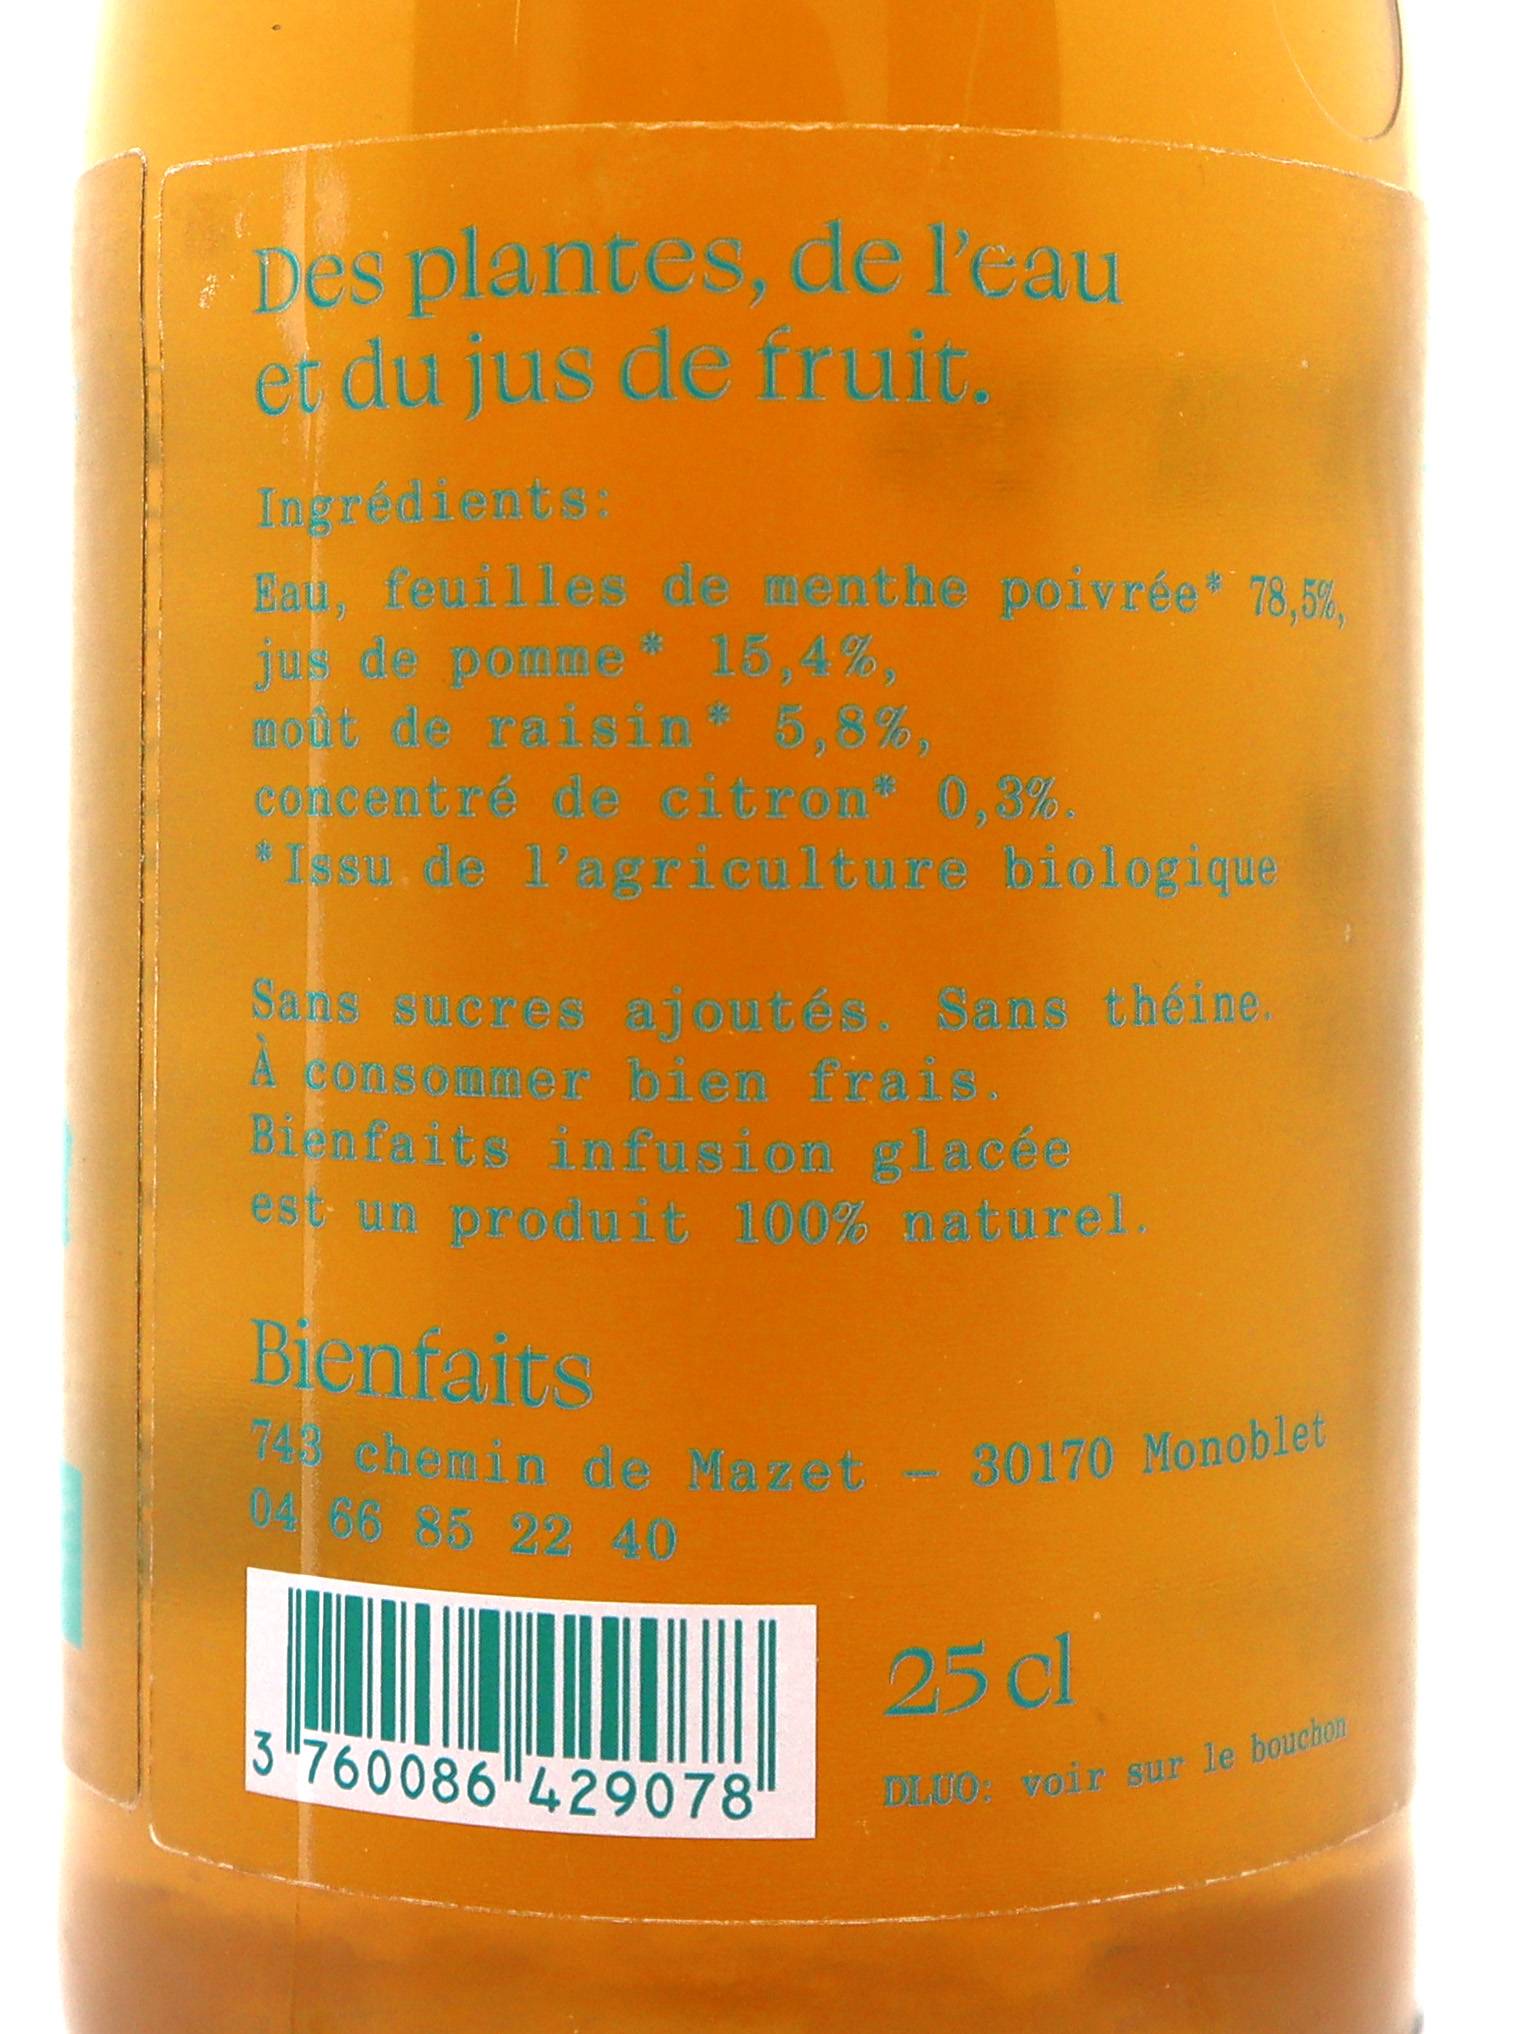 Des plantes, de l'eau
et du jus de fruit.
Ingrédients:
Eau, feuilles de menthe poivrée* 78,5%,
jus de pomme* 15,4%,
moût de raisin* 5,8%,
concentré de citron* 0,3%.
*Issu de l'agriculture biologique
Sans sucres ajoutés. Sans théine.
À consommer bien frais.
Bienfaits infusion glacée
est un produit 100% naturel.
Bienfaits
743 chemin de Mazet – 30170 Monoblet
04 66 85 22 40
3 760086 429078
25 cl
DLUO: voir sur le bouchon